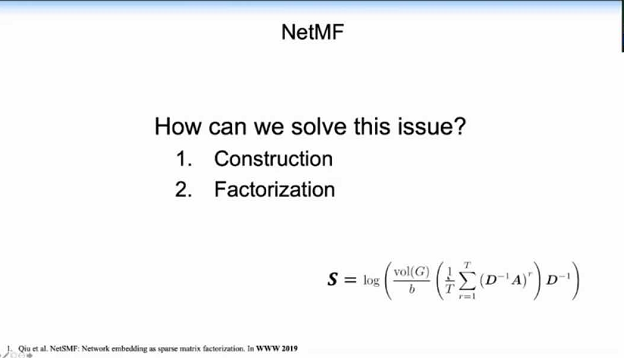 NetMF
How can we solve this issue?
1. Construction
2. Factorization
S = log ( vol(G)/b ( 1/T ∑_{r=1}^{T} (D⁻¹A)^r ) D⁻¹ )
1. Qiu et al. NetSMF: Network embedding as sparse matrix factorization. In WWW 2019